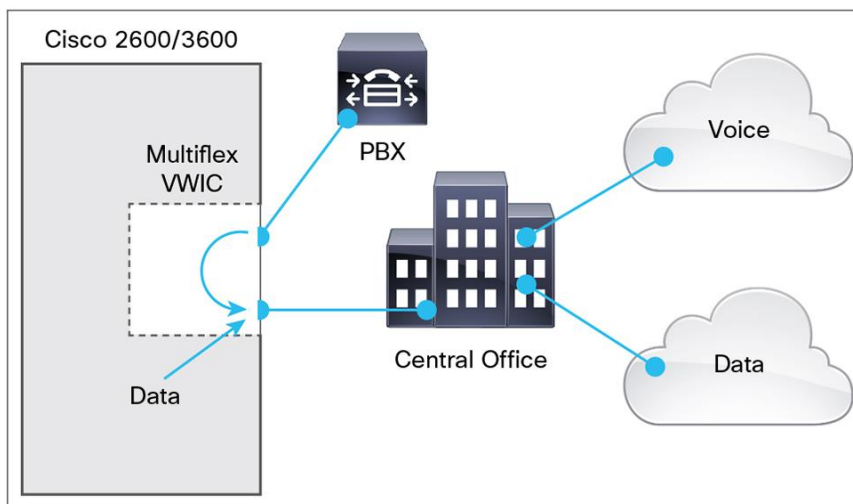 Cisco 2600/3600
Multiflex
VWIC
Data
PBX
Central Office
Voice
Data